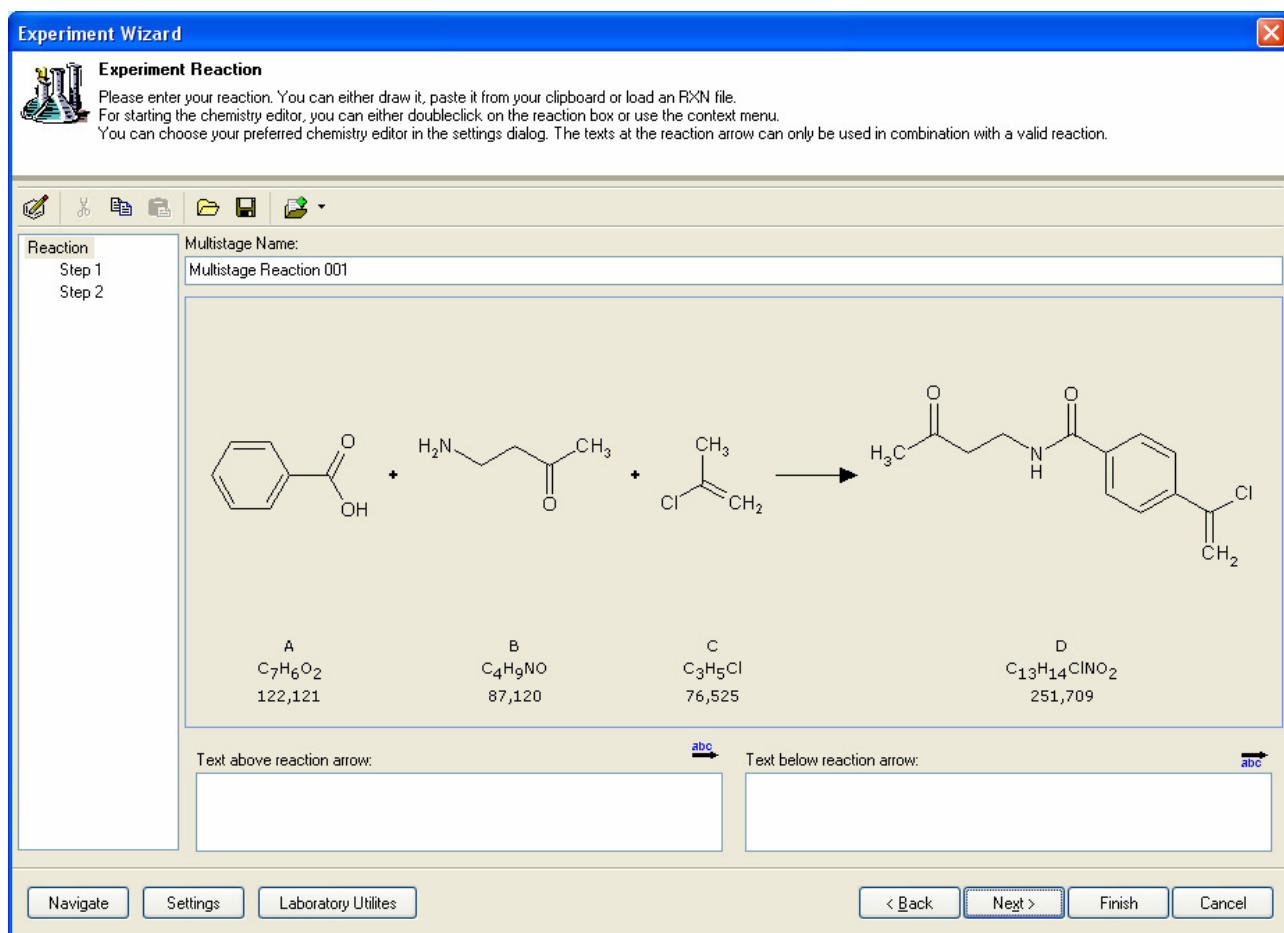 Experiment Wizard
Experiment Reaction
Please enter your reaction. You can either draw it, paste it from your clipboard or load an RXN file.
For starting the chemistry editor, you can either doubleclick on the reaction box or use the context menu.
You can choose your preferred chemistry editor in the settings dialog. The texts at the reaction arrow can only be used in combination with a valid reaction.
Reaction
Step 1
Step 2
Multistage Name:
Multistage Reaction 001
O
OH
+
H₂N
CH₃
O
+
CH₃
Cl
CH₂
O
O
H₃C
N
H
Cl
CH₂
A
C₇H₆O₂
122,121
B
C₄H₉NO
87,120
C
C₃H₅Cl
76,525
D
C₁₃H₁₄ClNO₂
251,709
Text above reaction arrow:
abc
Text below reaction arrow:
abc
Navigate
Settings
Laboratory Utilites
< Back
Next >
Finish
Cancel